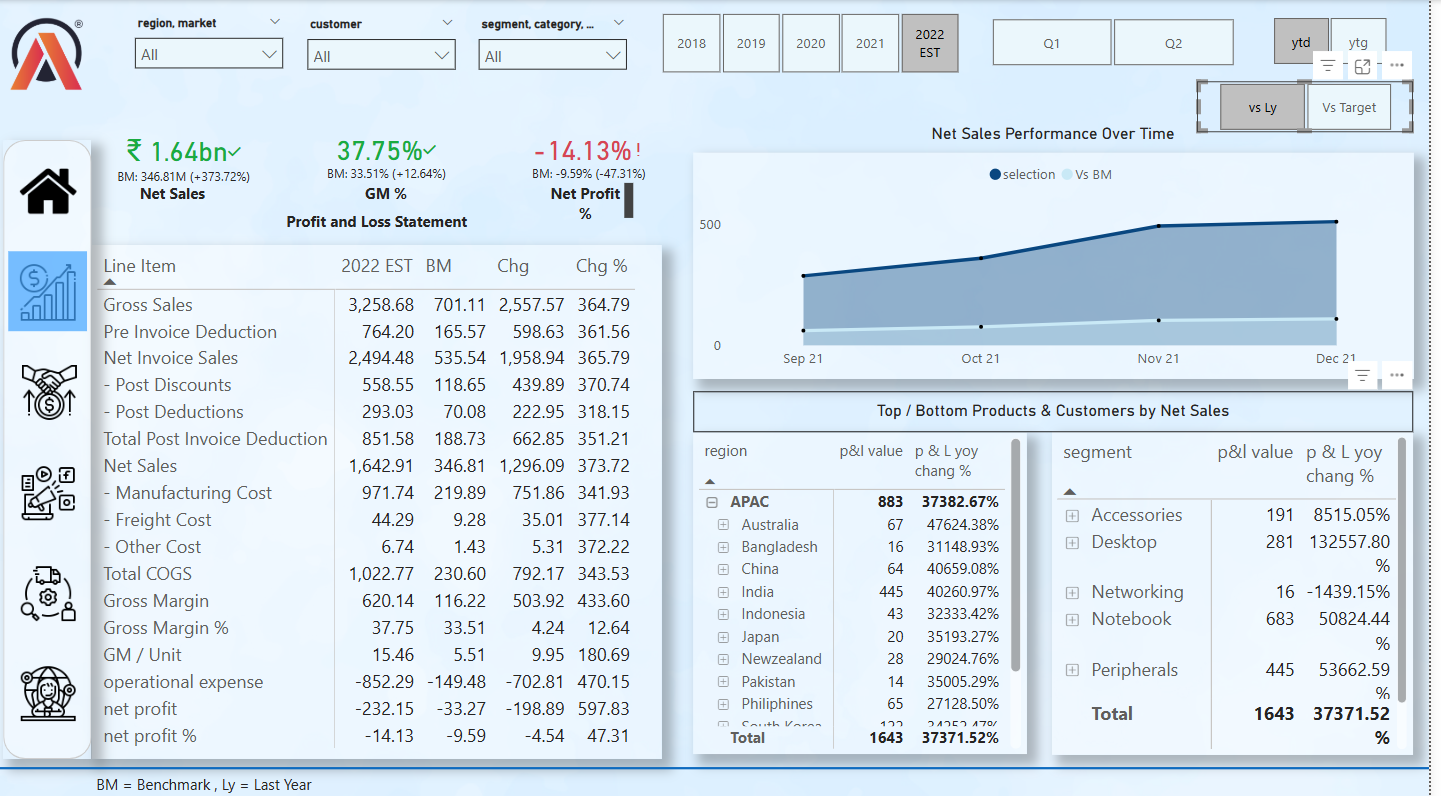 ®
region, market
customer
segment, category, ...
All
All
All
2018
2019
2020
2021
2022
EST
Q1
Q2
ytd
ytg
vs Ly
Vs Target
₹ 1.64bn
BM: 346.81M (+373.72%)
Net Sales
37.75%
BM: 33.51% (+12.64%)
GM %
-14.13%!
BM: -9.59% (-47.31%)
Net Profit
%
Profit and Loss Statement
Line Item 2022 EST BM Chg Chg %
Gross Sales 3,258.68 701.11 2,557.57 364.79
Pre Invoice Deduction 764.20 165.57 598.63 361.56
Net Invoice Sales 2,494.48 535.54 1,958.94 365.79
- Post Discounts 558.55 118.65 439.89 370.74
- Post Deductions 293.03 70.08 222.95 318.15
Total Post Invoice Deduction 851.58 188.73 662.85 351.21
Net Sales 1,642.91 346.81 1,296.09 373.72
- Manufacturing Cost 971.74 219.89 751.86 341.93
- Freight Cost 44.29 9.28 35.01 377.14
- Other Cost 6.74 1.43 5.31 372.22
Total COGS 1,022.77 230.60 792.17 343.53
Gross Margin 620.14 116.22 503.92 433.60
Gross Margin % 37.75 33.51 4.24 12.64
GM / Unit 15.46 5.51 9.95 180.69
operational expense -852.29 -149.48 -702.81 470.15
net profit -232.15 -33.27 -198.89 597.83
net profit % -14.13 -9.59 -4.54 47.31
Net Sales Performance Over Time
selection Vs BM
500
0
Sep 21 Oct 21 Nov 21 Dec 21
Top / Bottom Products & Customers by Net Sales
region p&l value p & L yoy
chang %
APAC 883 37382.67%
Australia 67 47624.38%
Bangladesh 16 31148.93%
China 64 40659.08%
India 445 40260.97%
Indonesia 43 32333.42%
Japan 20 35193.27%
Newzealand 28 29024.76%
Pakistan 14 35005.29%
Philiphines 65 27128.50%
South Korea 122 34252.47%
Total 1643 37371.52%
segment p&l value p & L yoy
chang %
Accessories 191 8515.05%
Desktop 281 132557.80
%
Networking 16 -1439.15%
Notebook 683 50824.44
%
Peripherals 445 53662.59
%
Total 1643 37371.52
%
BM = Benchmark , Ly = Last Year